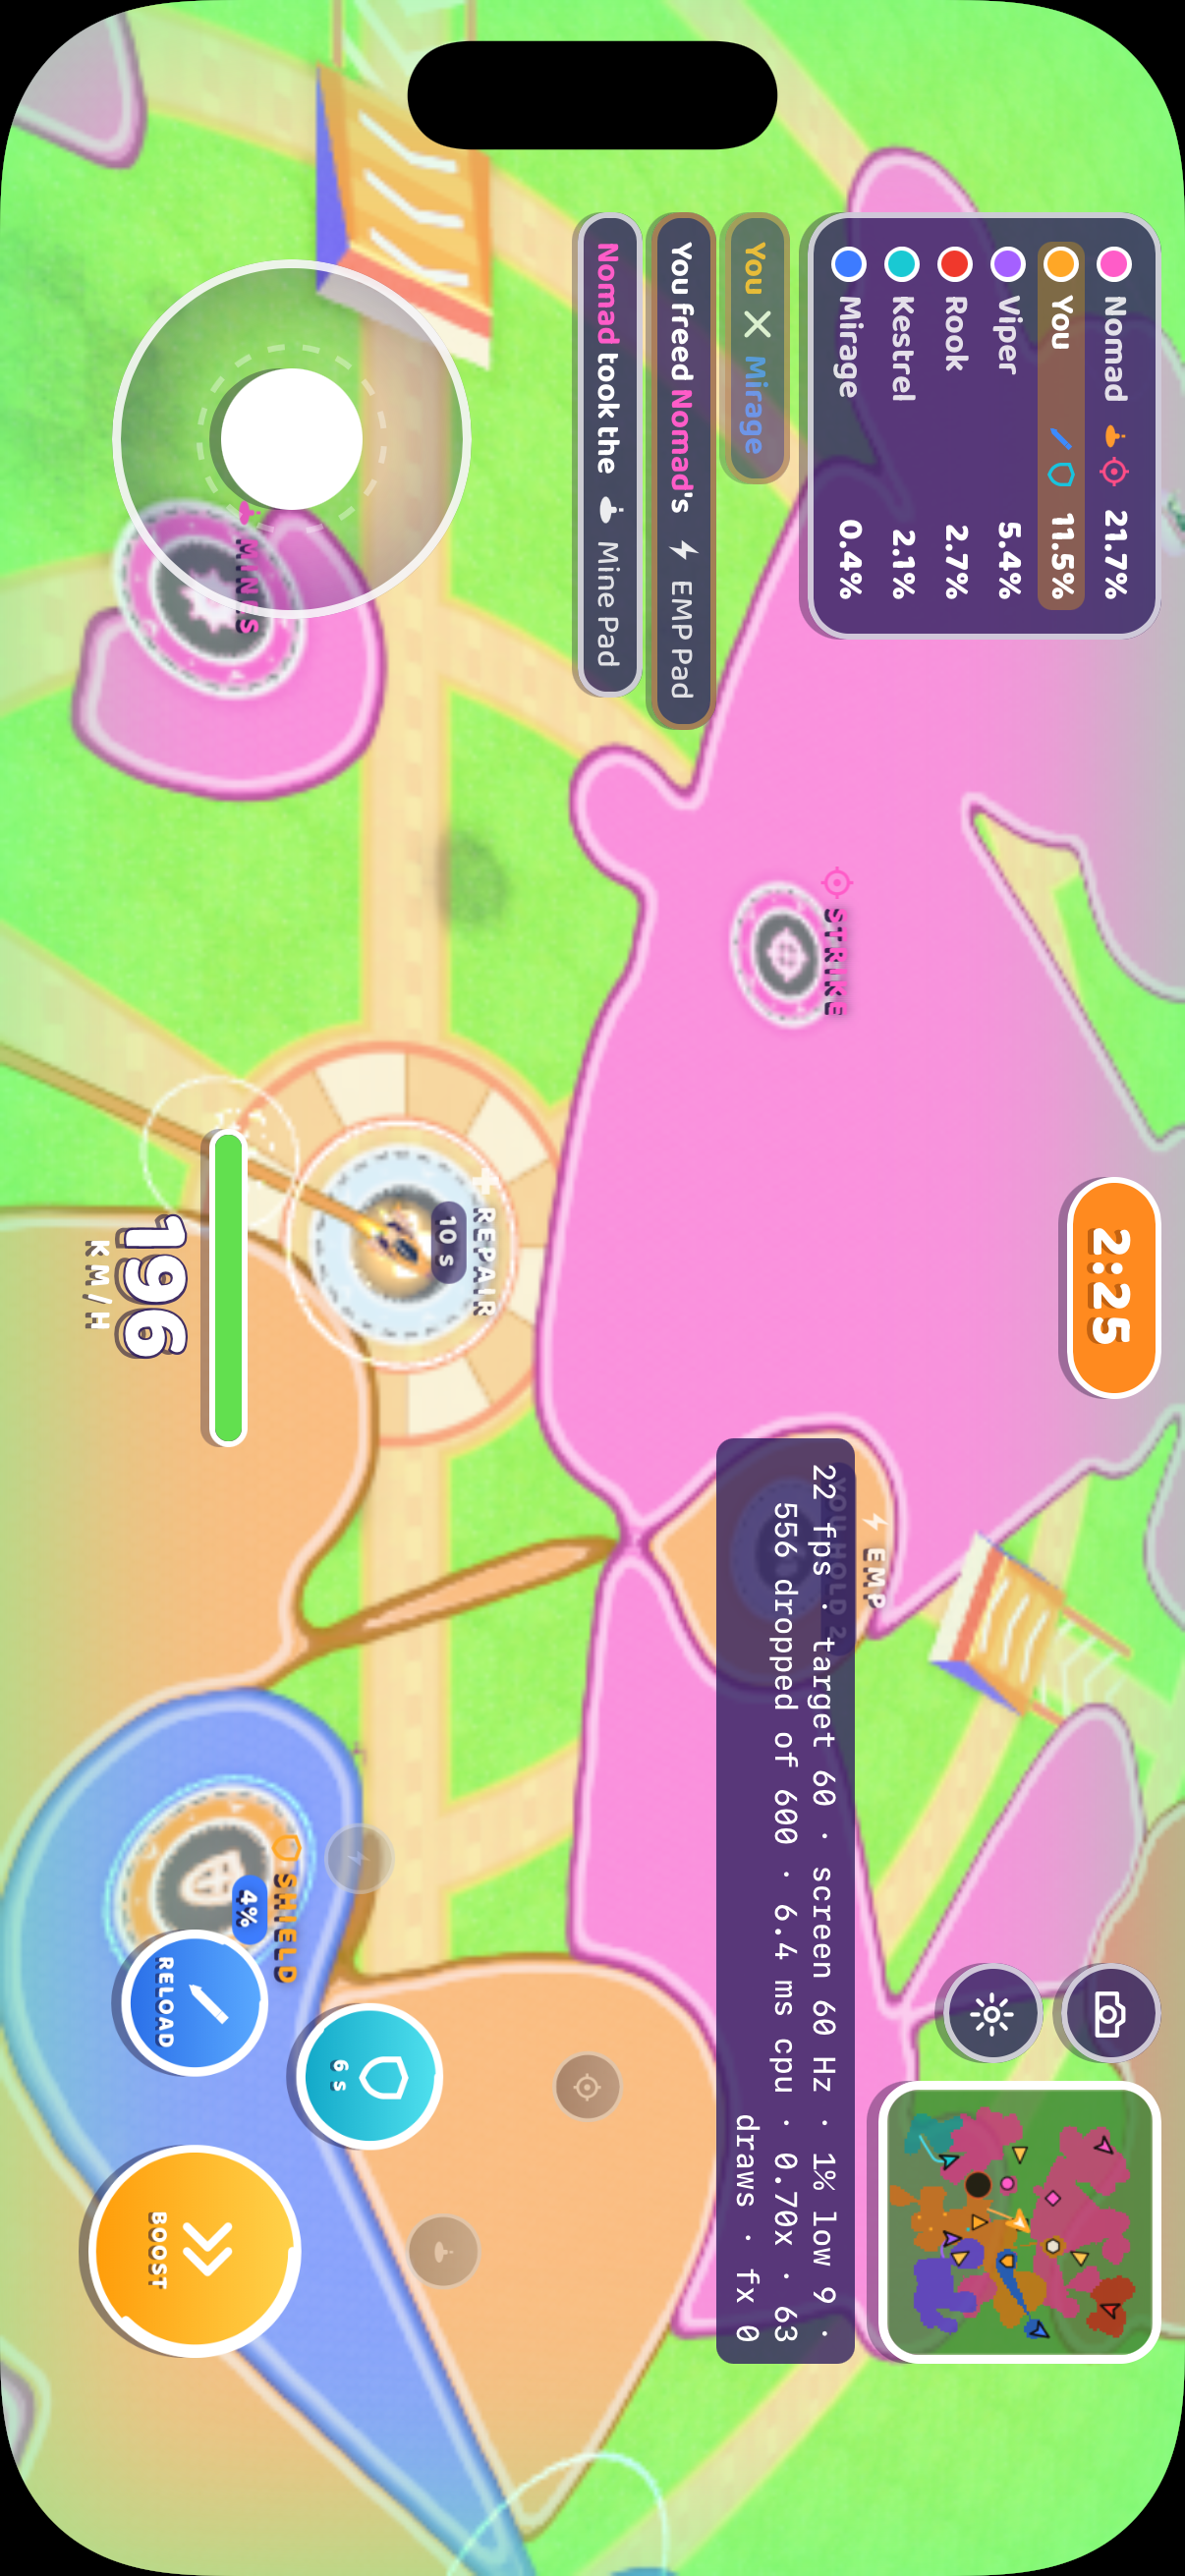 Nomad 21.7%
You 11.5%
Viper 5.4%
Rook 2.7%
Kestrel 2.1%
Mirage 0.4%
You Mirage
You freed Nomad's EMP Pad
Nomad took the Mine Pad
2:25
STRIKE
EMP
YOU HOLD 2
22 fps · target 60 · screen 60 Hz · 1% low 9 ·
556 dropped of 600 · 6.4 ms cpu · 0.70x · 63
draws · fx 0
MINES
REPAIR
10 s
196
KM/H
SHIELD
4%
RELOAD
6 s
BOOST